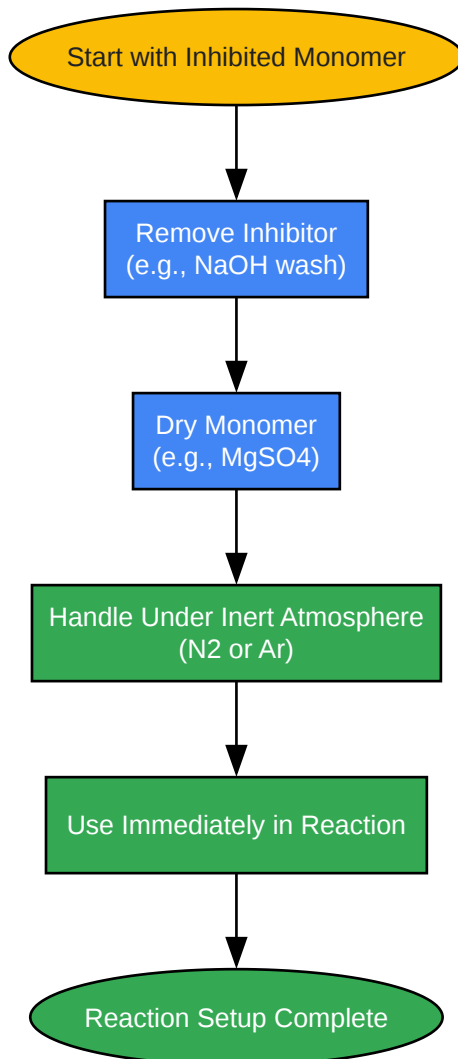 Start with Inhibited Monomer
Remove Inhibitor
(e.g., NaOH wash)
Dry Monomer
(e.g., MgSO4)
Handle Under Inert Atmosphere
(N2 or Ar)
Use Immediately in Reaction
Reaction Setup Complete